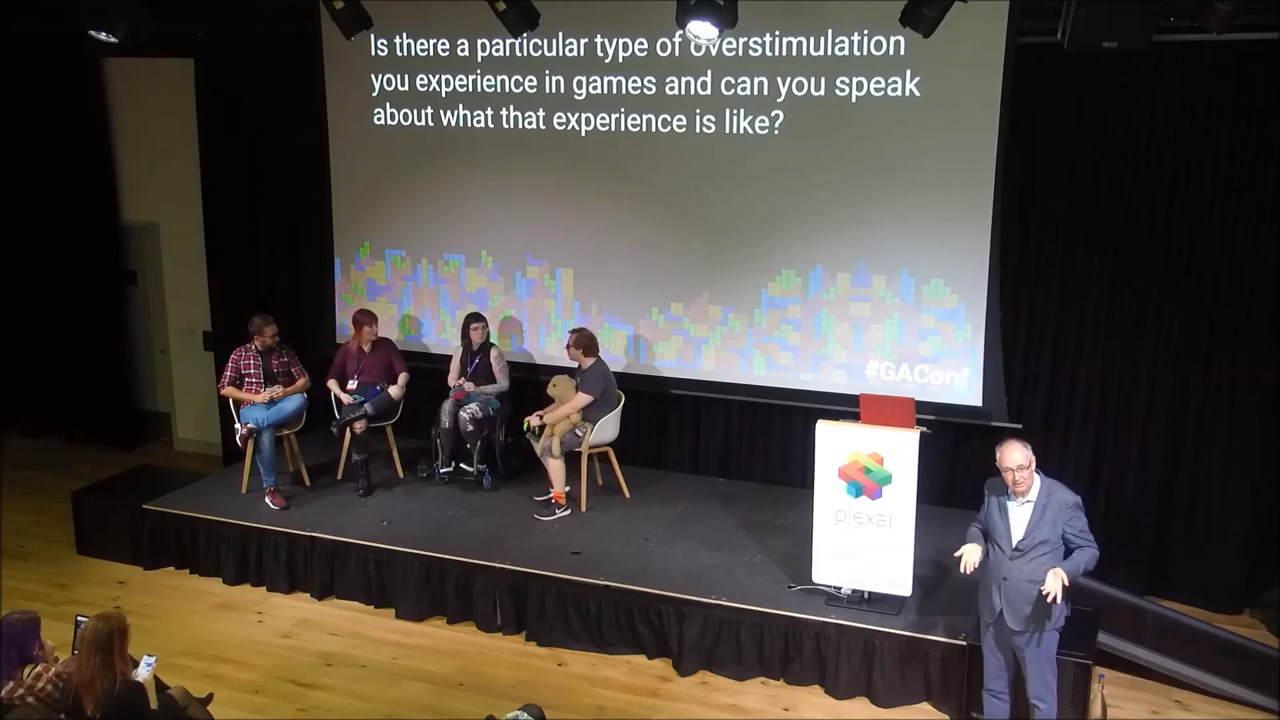 Is there a particular type of overstimulation
you experience in games and can you speak
about what that experience is like?
#GAConf
plexal